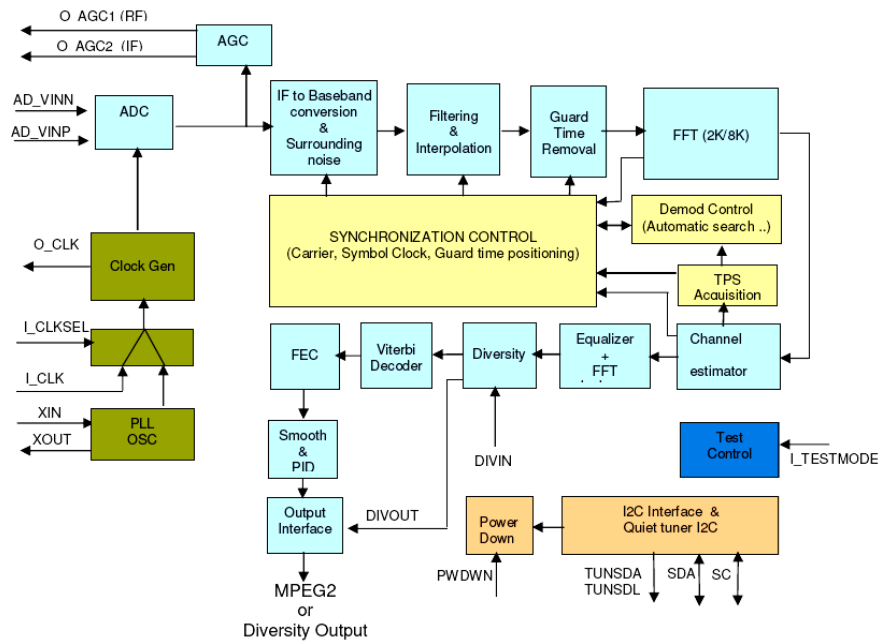 O_AGC1 (RF)
O_AGC2 (IF)
AGC
AD_VINN
AD_VINP
ADC
IF to Baseband
conversion
&
Surrounding
noise
Filtering
&
Interpolation
Guard
Time
Removal
FFT (2K/8K)
SYNCHRONIZATION CONTROL
(Carrier, Symbol Clock, Guard time positioning)
Demod Control
(Automatic search ..)
TPS
Acquisition
O_CLK
Clock Gen
I_CLKSEL
I_CLK
XIN
XOUT
PLL
OSC
FEC
Viterbi
Decoder
Diversity
Equalizer
+
FFT
Channel
estimator
Smooth
&
PID
DIVIN
Test
Control
I_TESTMODE
Output
Interface
DIVOUT
Power
Down
I2C Interface &
Quiet tuner I2C
PWDWN
TUNSDA
TUNSDL
SDA
SC
MPEG2
or
Diversity Output